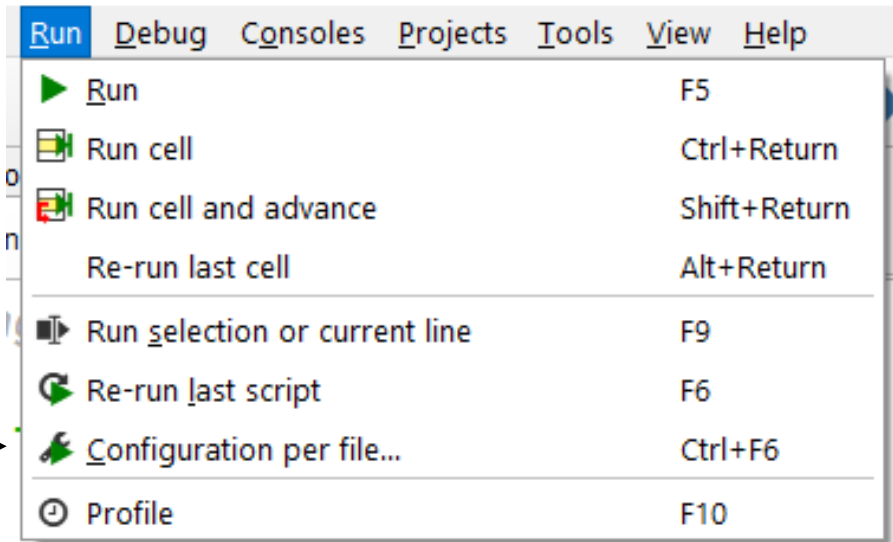 Run Debug Consoles Projects Tools View Help
Run F5
Run cell Ctrl+Return
Run cell and advance Shift+Return
Re-run last cell Alt+Return
Run selection or current line F9
Re-run last script F6
Configuration per file... Ctrl+F6
Profile F10